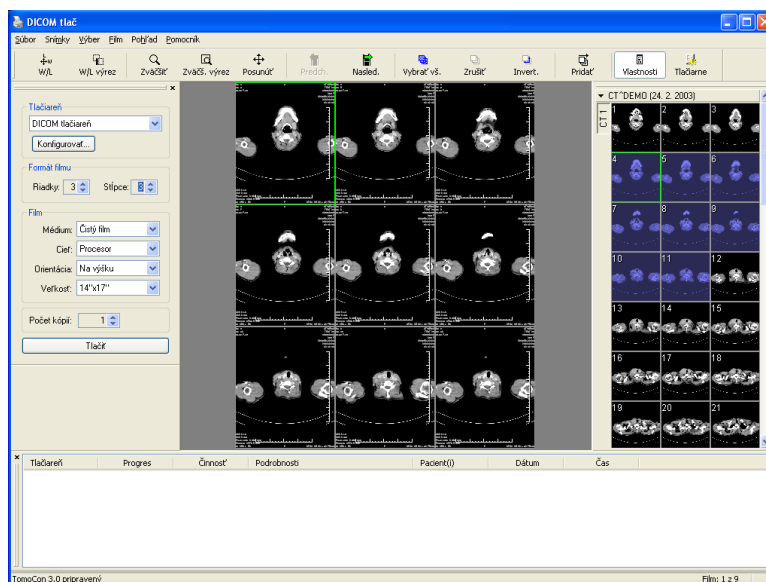 DICOM tlač
Súbor Snímky Výber Film Pohľad Pomocník
W/L W/L výrez Zväčšiť Zväčš. výrez Posunúť Predch. Nasled. Vybrať vš. Zrušiť Invert. Pridať Vlastnosti Tlačiarne
Tlačiareň
DICOM tlačiareň
Konfigurovať...
Formát filmu
Riadky: 3 Stĺpce: 3
Film
Médium: Čistý film
Cieľ: Procesor
Orientácia: Na výšku
Veľkosť: 14"x17"
Počet kópií: 1
Tlačiť
CT^DEMO (24. 2. 2003)
CT 1
1 2 3
4 5 6
7 8 9
10 11 12
13 14 15
16 17 18
19 20 21
Tlačiareň Progres Činnosť Podrobnosti Pacient(i) Dátum Čas
TomoCon 3.0 pripravený Film: 1 z 9